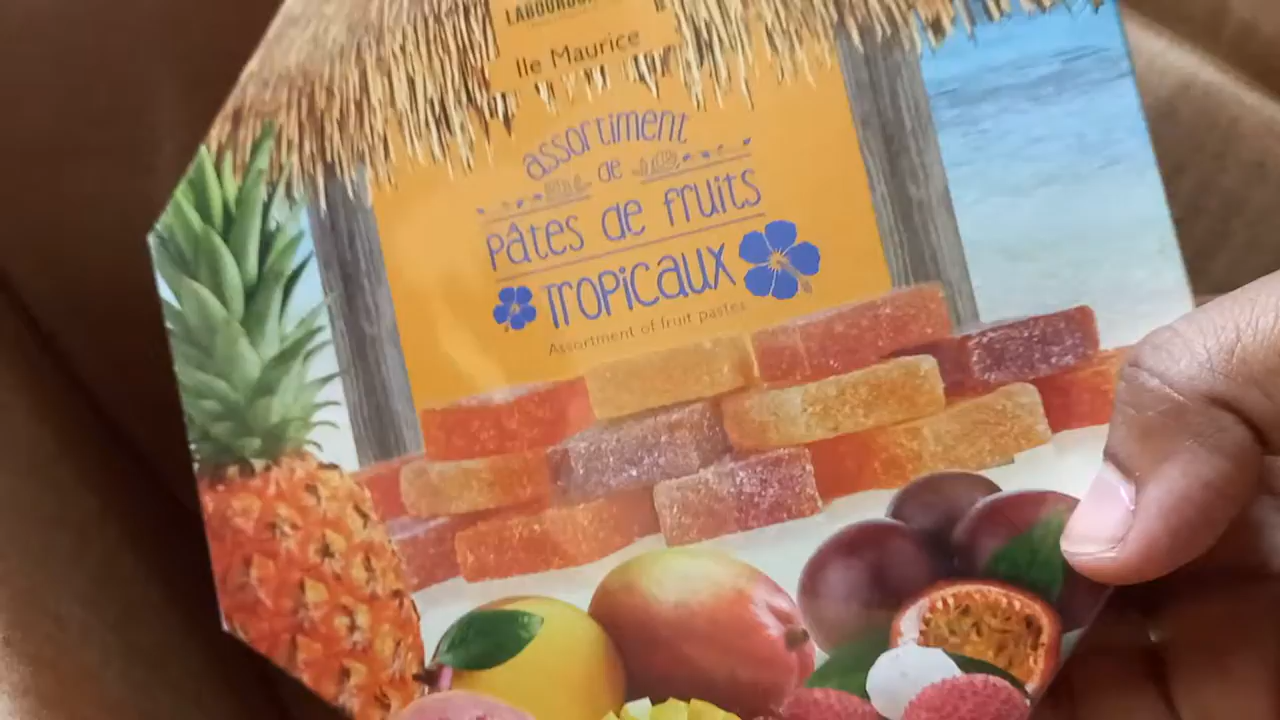 Ile Maurice
assortiment
de
pâtes de fruits
Tropicaux
Assortment of fruit pastes